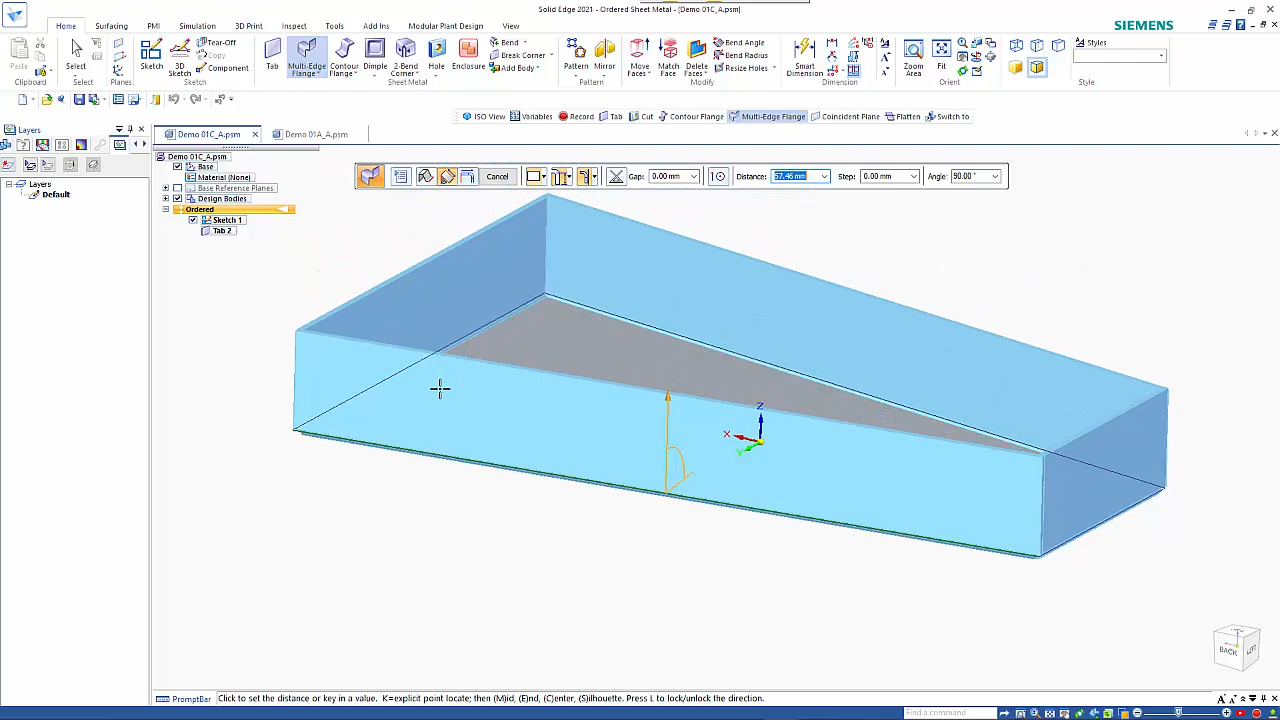 Solid Edge 2021 - Ordered Sheet Metal - [Demo 01C_A.psm]
Home Surfacing PMI Simulation 3D Print Inspect Tools Add Ins Modular Plant Design View
SIEMENS
Paste Cut Copy
Clipboard
Select
Select
Planes
Sketch 3D Sketch Tear-Off Copy Component
Sketch
Tab Multi-Edge Flange Contour Flange Dimple 2-Bend Corner Hole Enclosure Bend Break Corner Add Body
Sheet Metal
Pattern Mirror
Pattern
Move Faces Match Face Delete Faces Bend Angle Bend Radius Resize Holes
Modify
Smart Dimension
Dimension
Zoom Area Fit
Orient
Styles
Style
ISO View Variables Record Tab Cut Contour Flange Multi-Edge Flange Coincident Plane Flatten Switch to
Layers
Demo 01C_A.psm Demo 01A_A.psm
Layers
Default
Demo 01C_A.psm
Base
Material (None)
Base Reference Planes
Design Bodies
Ordered
Sketch 1
Tab 2
Cancel Gap: 0.00 mm Distance: 57.46 mm Step: 0.00 mm Angle: 90.00 °
Z
X
Y
BACK LEFT
PromptBar Click to set the distance or key in a value. K=explicit point locate; then (M)id, (E)nd, (C)enter, (S)ilhouette. Press L to lock/unlock the direction.
Find a command